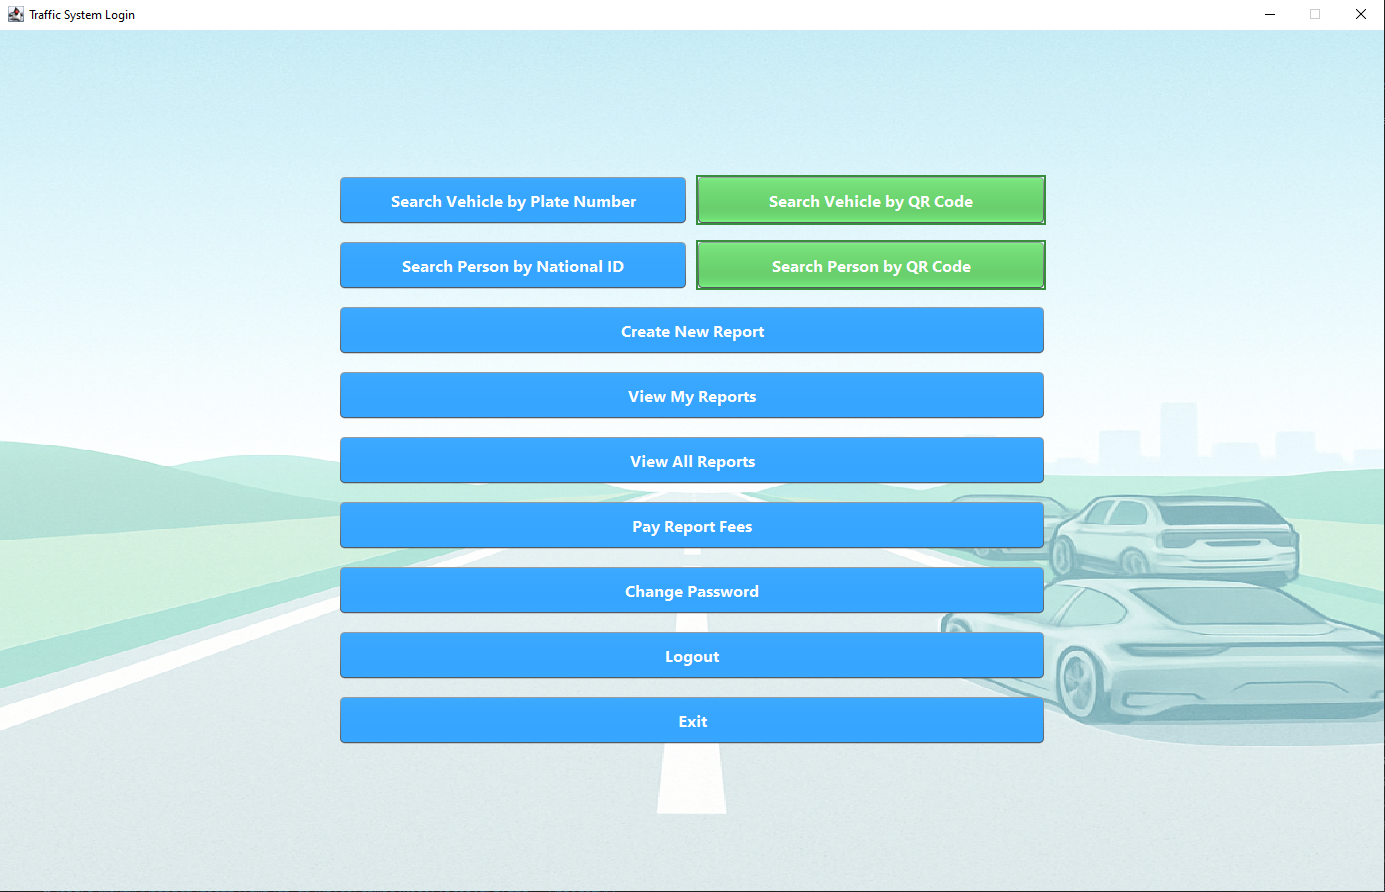 Traffic System Login
Search Vehicle by Plate Number
Search Vehicle by QR Code
Search Person by National ID
Search Person by QR Code
Create New Report
View My Reports
View All Reports
Pay Report Fees
Change Password
Logout
Exit